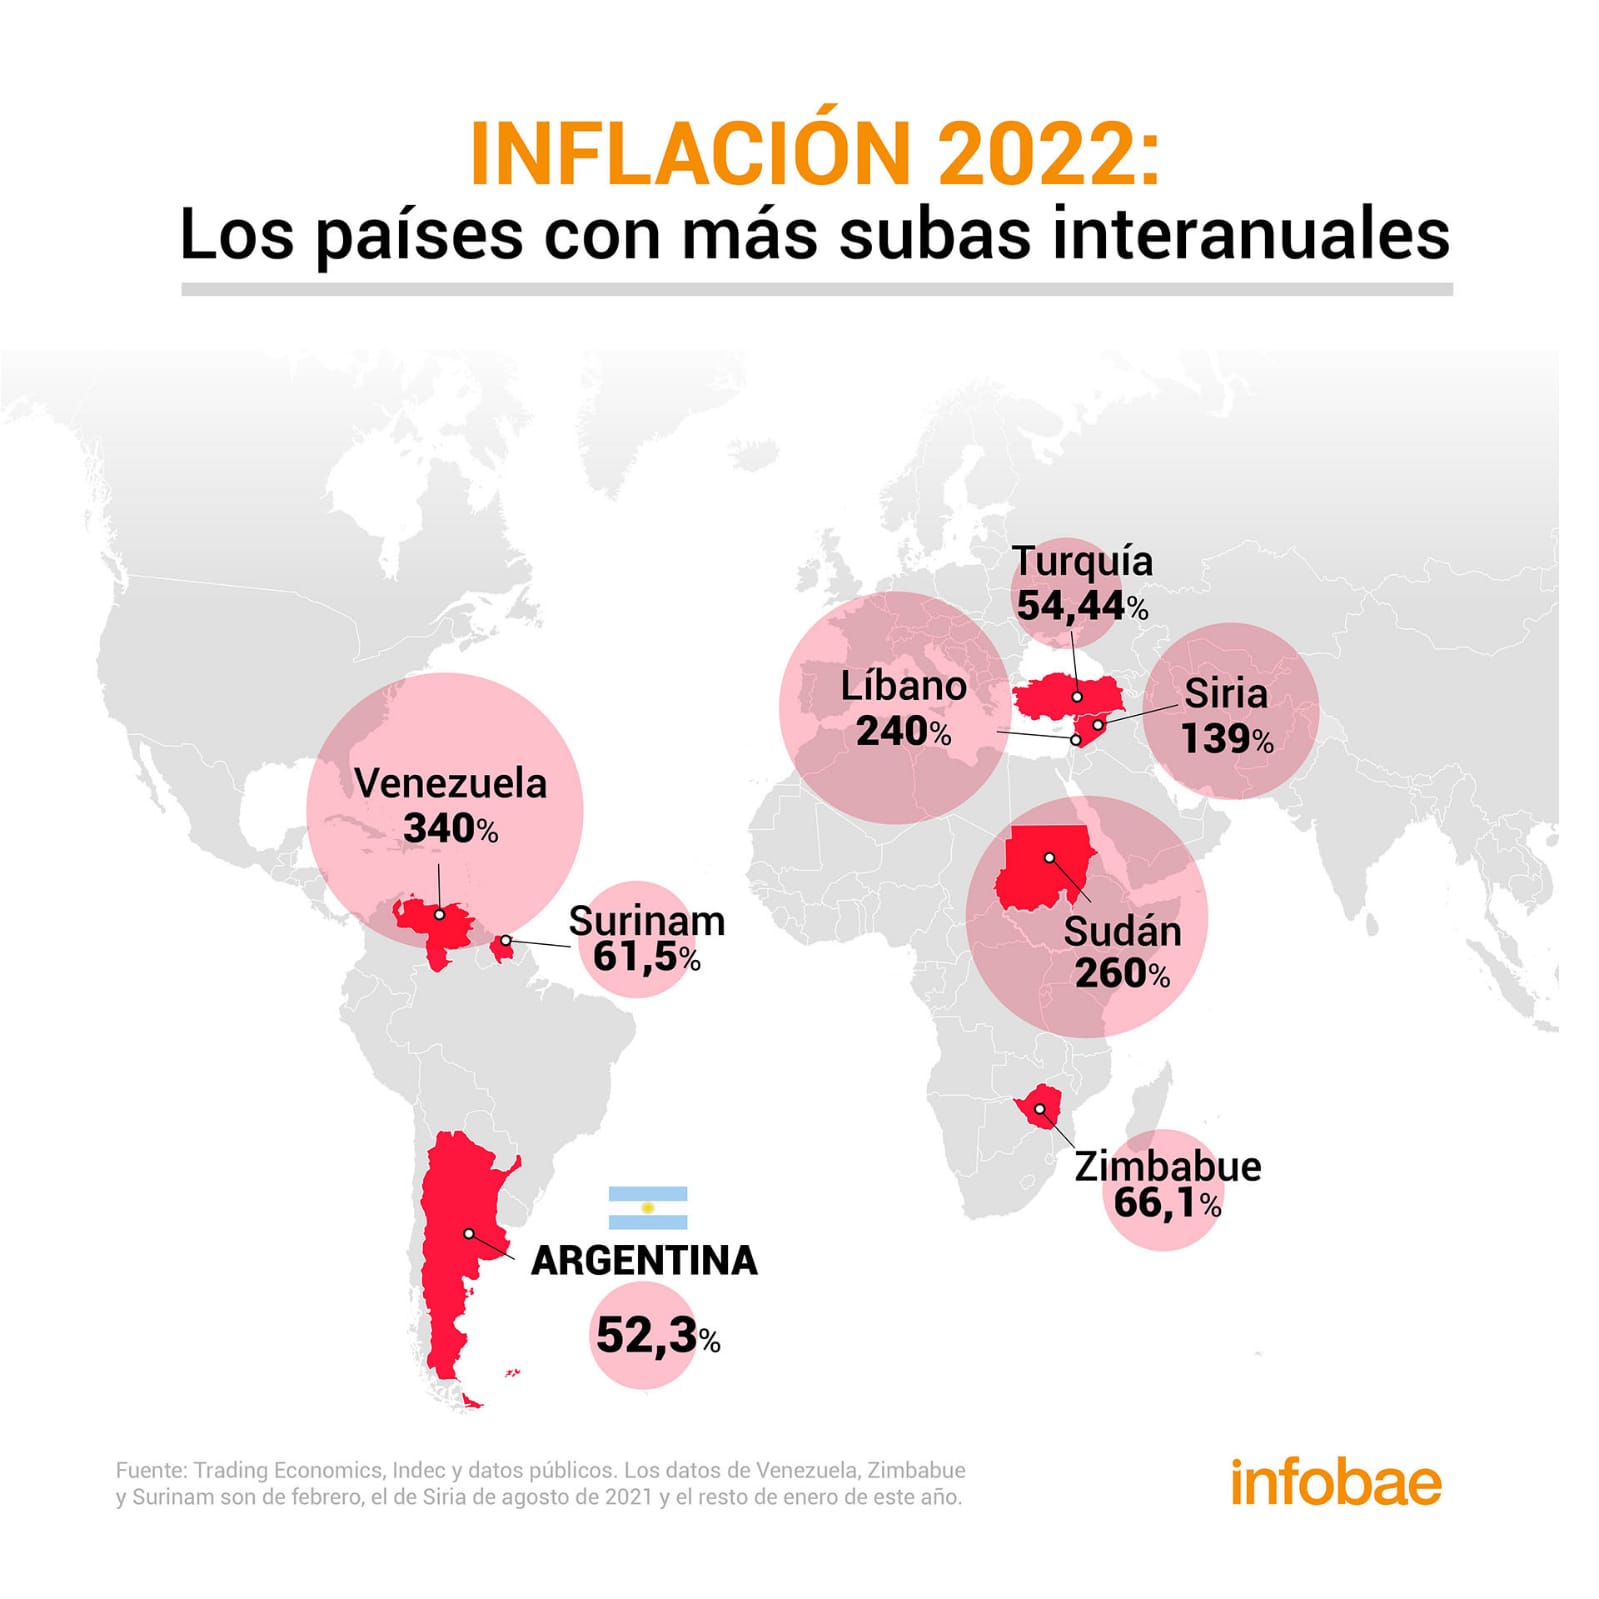 INFLACIÓN 2022:
Los países con más subas interanuales
Turquía
54,44%
Líbano
240%
Siria
139%
Venezuela
340%
Surinam
61,5%
Sudán
260%
Zimbabue
66,1%
ARGENTINA
52,3%
Fuente: Trading Economics, Indec y datos públicos. Los datos de Venezuela, Zimbabue
y Surinam son de febrero, el de Siria de agosto de 2021 y el resto de enero de este año.
infobae